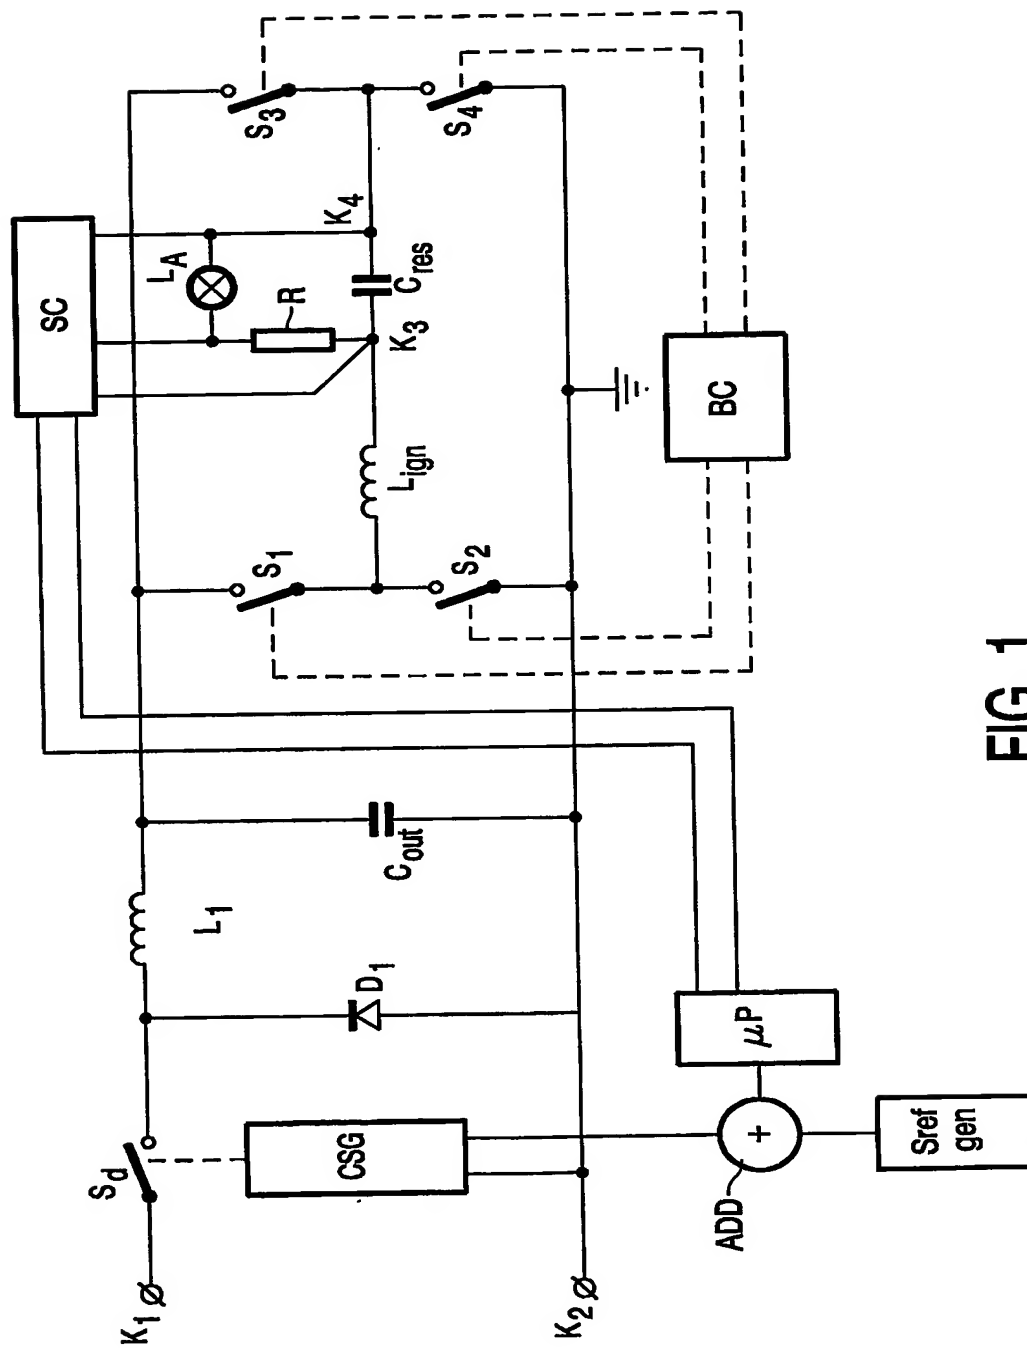 SC
S3
S4
LA
R
K4
Cres
K3
Lign
S1
S2
BC
L1
Cout
D1
Sd
CSG
μP
+
ADD
Sref
gen
K1
K2
FIG. 1